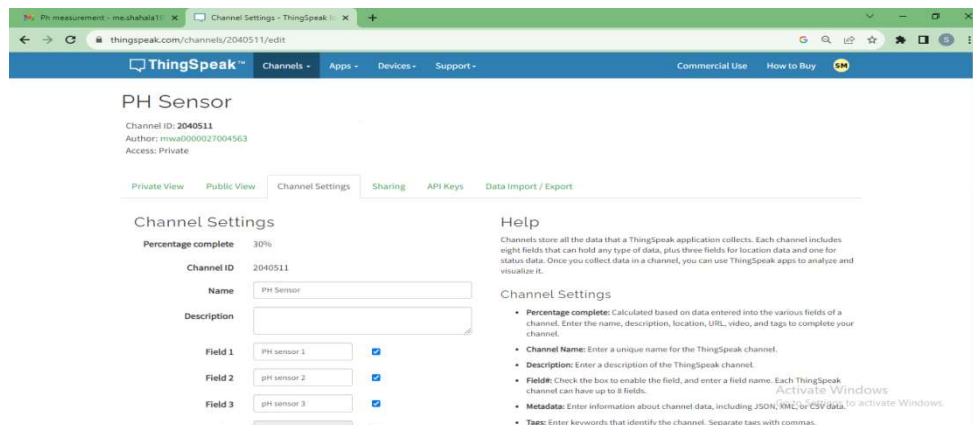 Ph measurement - me.shahala19
Channel Settings - ThingSpeak Io
thingspeak.com/channels/2040511/edit
S
ThingSpeak™
Channels
Apps
Devices
Support
Commercial Use
How to Buy
SM
PH Sensor
Channel ID: 2040511
Author: mwa0000027004563
Access: Private
Private View
Public View
Channel Settings
Sharing
API Keys
Data Import / Export
Channel Settings
Percentage complete 30%
Channel ID 2040511
Name PH Sensor
Description
Field 1 PH sensor 1
Field 2 pH sensor 2
Field 3 pH sensor 3
Help
Channels store all the data that a ThingSpeak application collects. Each channel includes
eight fields that can hold any type of data, plus three fields for location data and one for
status data. Once you collect data in a channel, you can use ThingSpeak apps to analyze and
visualize it.
Channel Settings
• Percentage complete: Calculated based on data entered into the various fields of a
channel. Enter the name, description, location, URL, video, and tags to complete your
channel.
• Channel Name: Enter a unique name for the ThingSpeak channel.
• Description: Enter a description of the ThingSpeak channel.
• Field#: Check the box to enable the field, and enter a field name. Each ThingSpeak
channel can have up to 8 fields.
• Metadata: Enter information about channel data, including JSON, XML, or CSV data.
• Tags: Enter keywords that identify the channel. Separate tags with commas.
Activate Windows
Go to Settings to activate Windows.